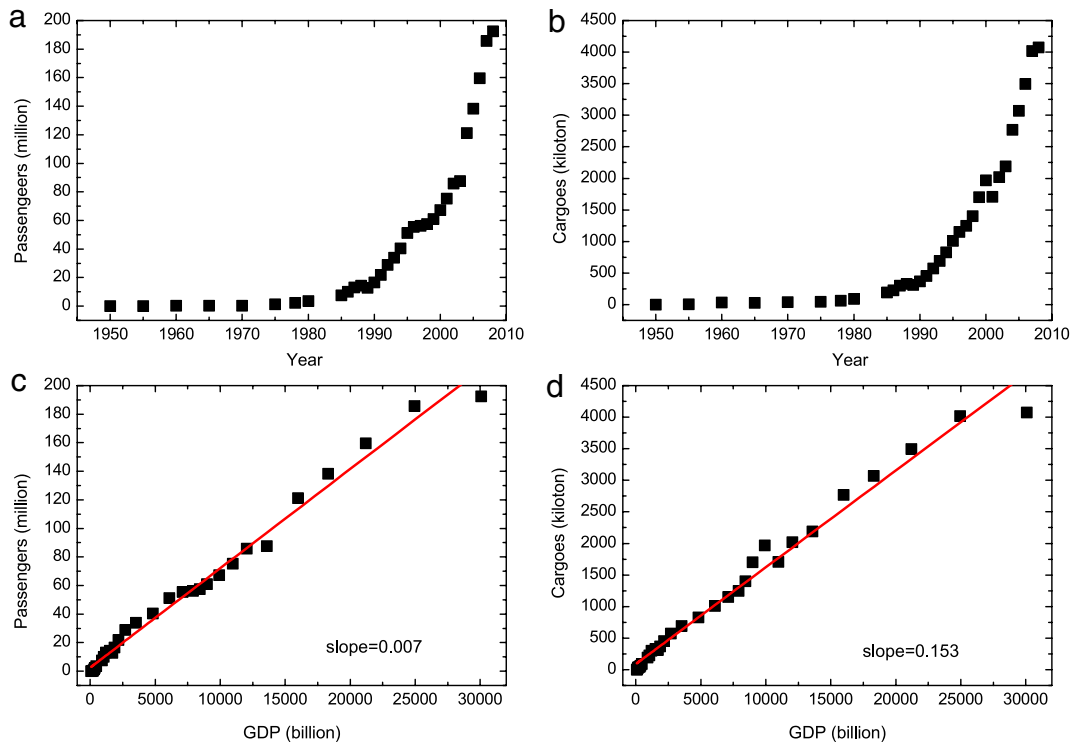 a
200
180
160
140
120
100
80
60
40
20
0
Passengeers (million)
1950 1960 1970 1980 1990 2000 2010
Year
b
4500
4000
3500
3000
2500
2000
1500
1000
500
0
Cargoes (kiloton)
1950 1960 1970 1980 1990 2000 2010
Year
c
200
180
160
140
120
100
80
60
40
20
0
Passengers (million)
slope=0.007
0 5000 10000 15000 20000 25000 30000
GDP (billion)
d
4500
4000
3500
3000
2500
2000
1500
1000
500
0
Cargoes (kiloton)
slope=0.153
0 5000 10000 15000 20000 25000 30000
GDP (billion)